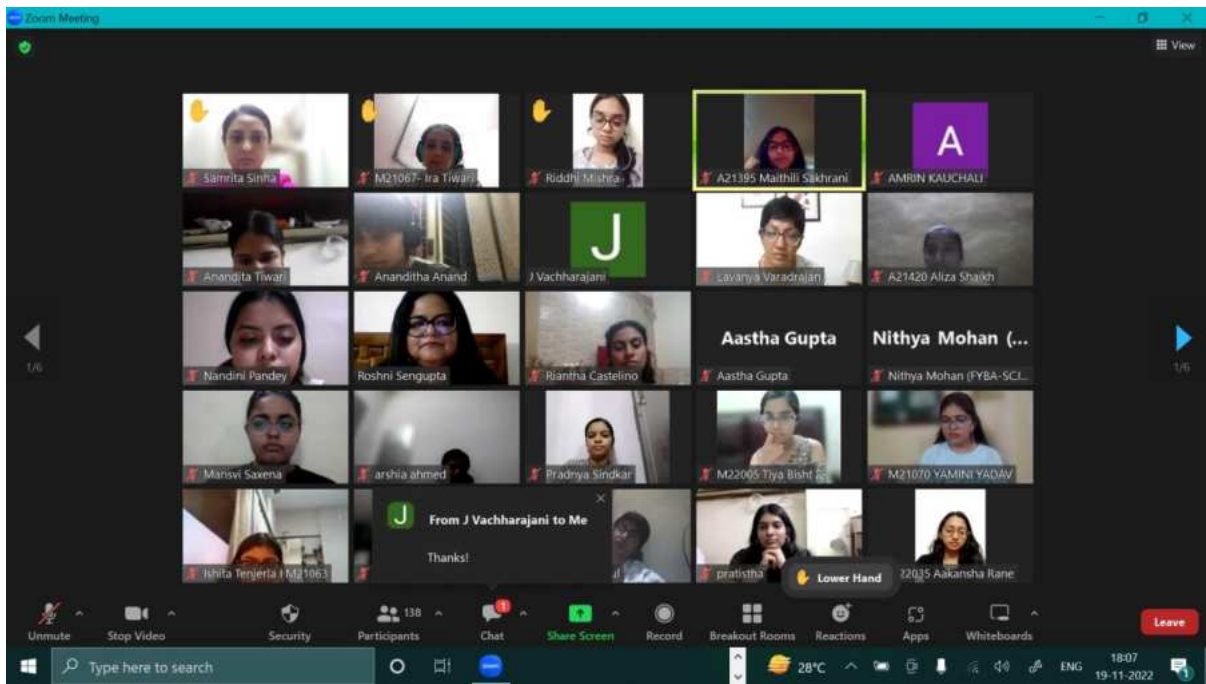 Zoom Meeting
View
Samrita Sinha
M21067- Ira Tiwari
Riddhi Mishra
A21395 Maithili Sakhrani
A
AMRIN KAUCHALI
Anandita Tiwari
Ananditha Anand
J
J Vachharajani
Lavanya Varadrajan
A21420 Aliza Shaikh
Nandini Pandey
Roshni Sengupta
Riantha Castelino
Aastha Gupta
Aastha Gupta
Nithya Mohan (...
Nithya Mohan (FYBA-SCJ...
1/6
1/6
Mansvi Saxena
arshia ahmed
Pradnya Sindkar
M22005 Tiya Bisht
M21070 YAMINI YADAV
J
From J Vachharajani to Me
Thanks!
Ishita Tenjerla I M21063
pratistha
Lower Hand
22035 Aakansha Rane
Unmute
Stop Video
Security
138
Participants
1
Chat
Share Screen
Record
Breakout Rooms
Reactions
Apps
Whiteboards
Leave
Type here to search
28°C
ENG
18:07
19-11-2022
1